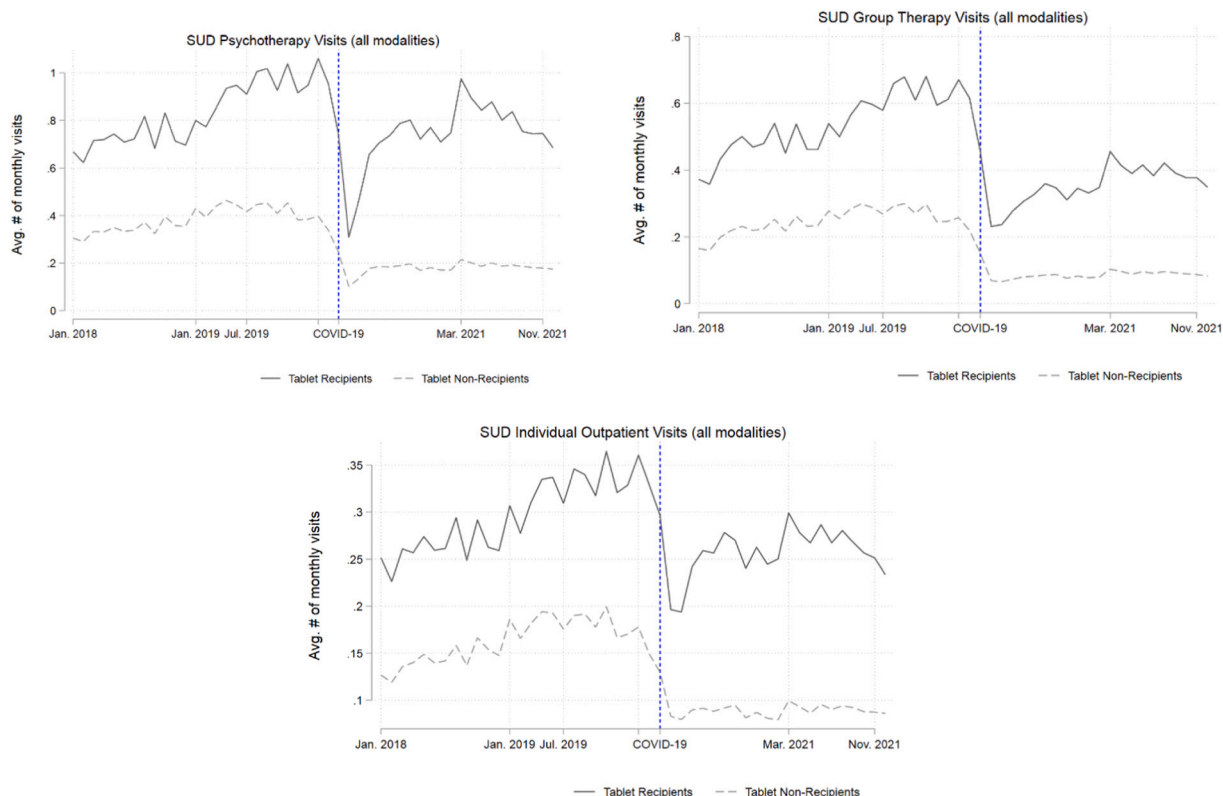 SUD Psychotherapy Visits (all modalities)
Avg. # of monthly visits
1
.8
.6
.4
.2
0
Jan. 2018 Jan. 2019 Jul. 2019 COVID-19 Mar. 2021 Nov. 2021
Tablet Recipients Tablet Non-Recipients
SUD Group Therapy Visits (all modalities)
Avg. # of monthly visits
.8
.6
.4
.2
0
Jan. 2018 Jan. 2019 Jul. 2019 COVID-19 Mar. 2021 Nov. 2021
Tablet Recipients Tablet Non-Recipients
SUD Individual Outpatient Visits (all modalities)
Avg. # of monthly visits
.35
.3
.25
.2
.15
.1
Jan. 2018 Jan. 2019 Jul. 2019 COVID-19 Mar. 2021 Nov. 2021
Tablet Recipients Tablet Non-Recipients